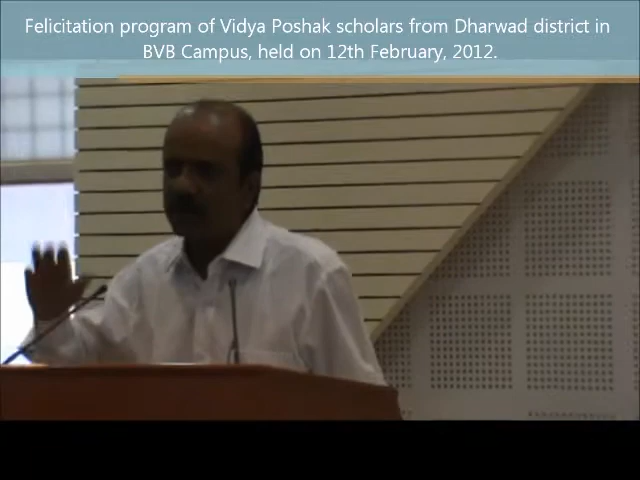 Felicitation program of Vidya Poshak scholars from Dharwad district in
BVB Campus, held on 12th February, 2012.